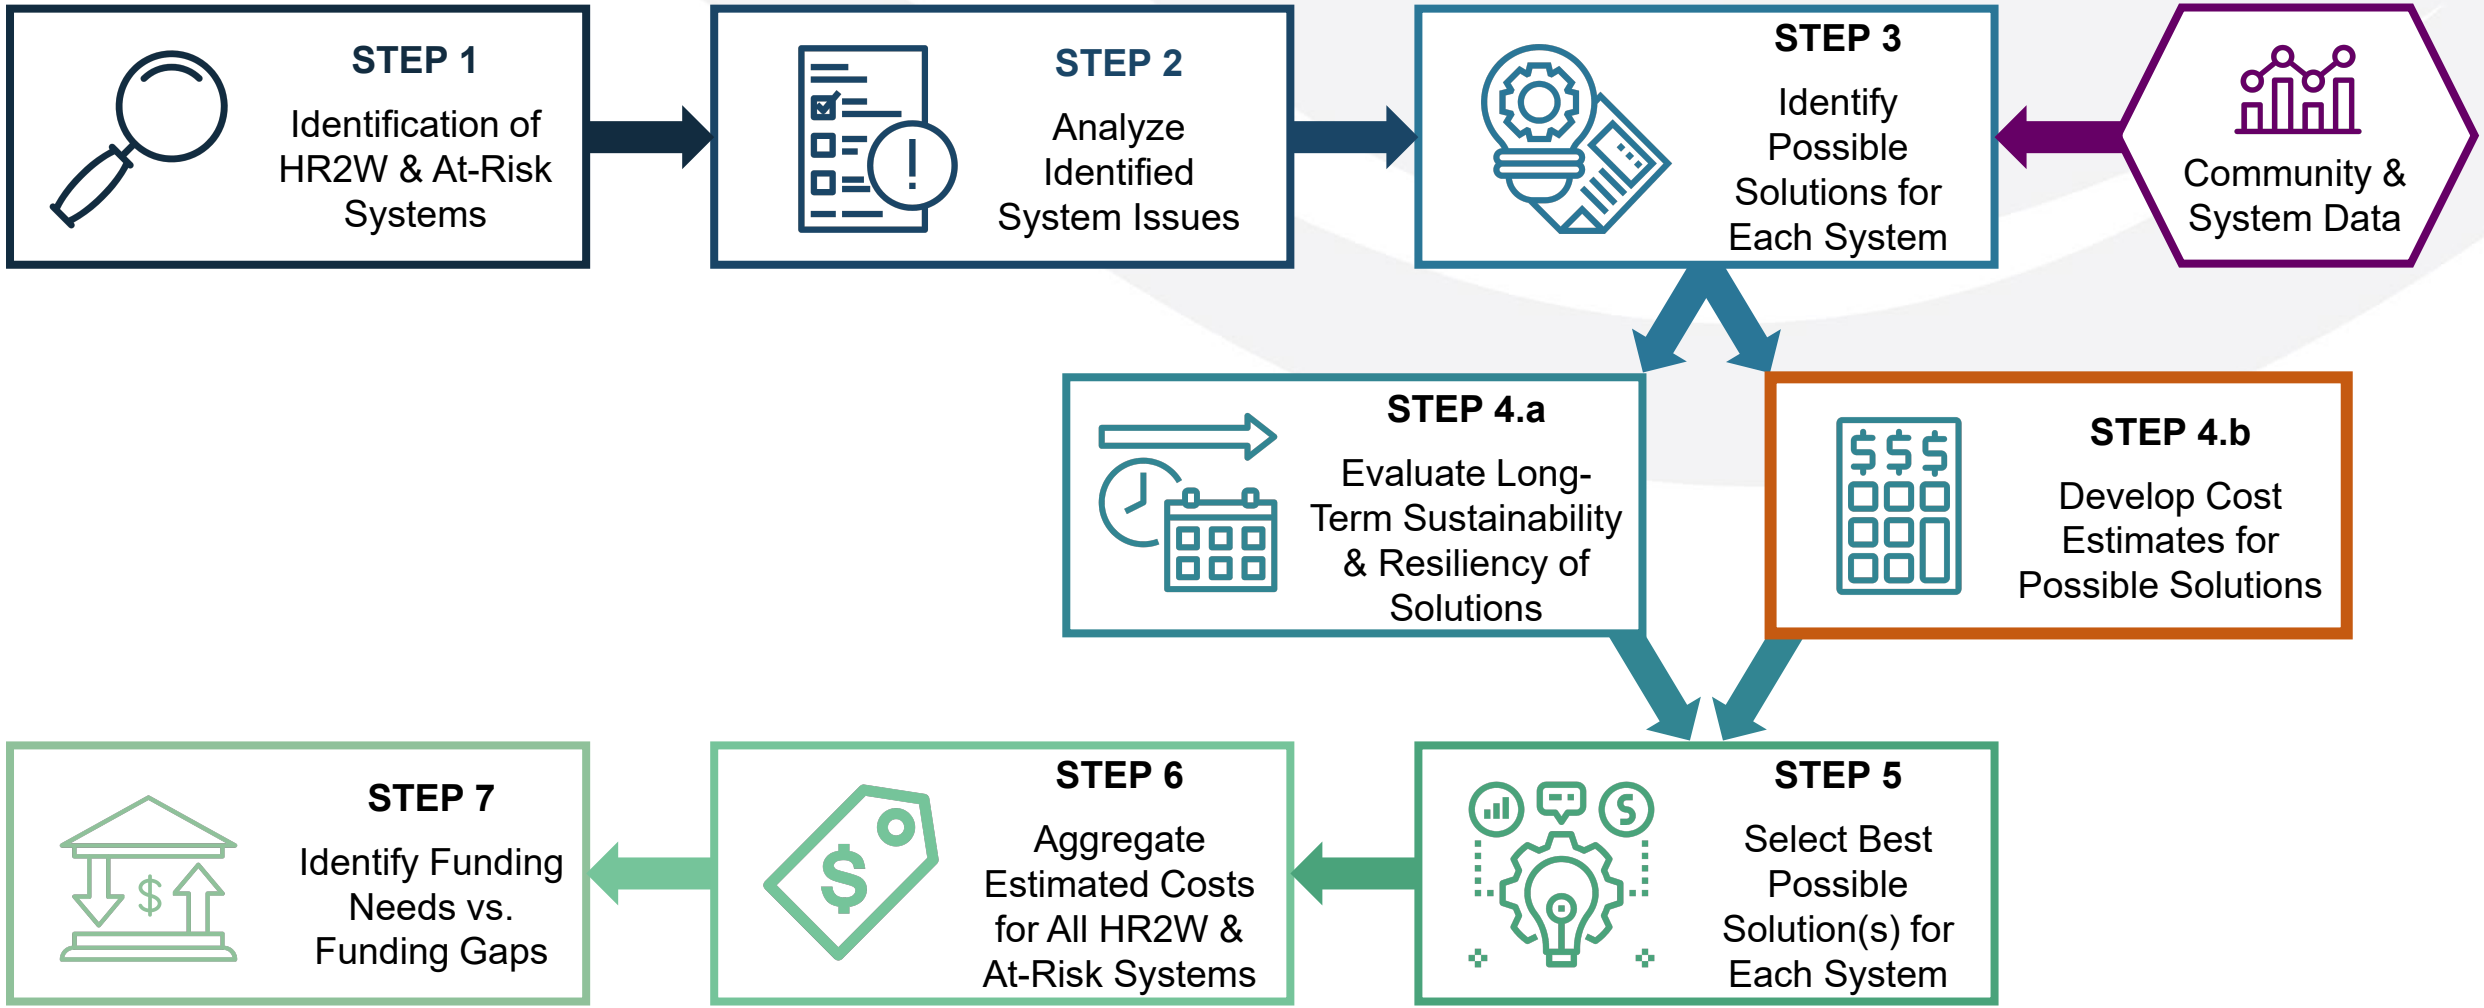 STEP 1
Identification of
HR2W & At-Risk
Systems
STEP 2
Analyze
Identified
System Issues
STEP 3
Identify
Possible
Solutions for
Each System
Community &
System Data
STEP 4.a
Evaluate Long-
Term Sustainability
& Resiliency of
Solutions
$ $ $
STEP 4.b
Develop Cost
Estimates for
Possible Solutions
STEP 5
Select Best
Possible
Solution(s) for
Each System
$
STEP 6
Aggregate
Estimated Costs
for All HR2W &
At-Risk Systems
$
STEP 7
Identify Funding
Needs vs.
Funding Gaps
$